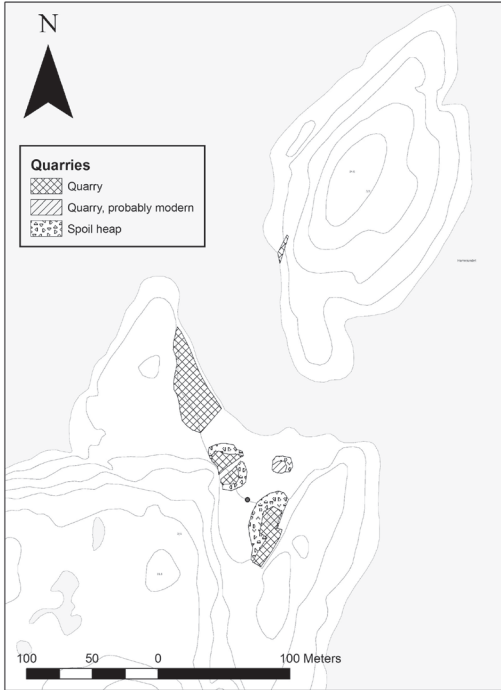 N
Quarries
Quarry
Quarry, probably modern
Spoil heap
100 50 0 100 Meters